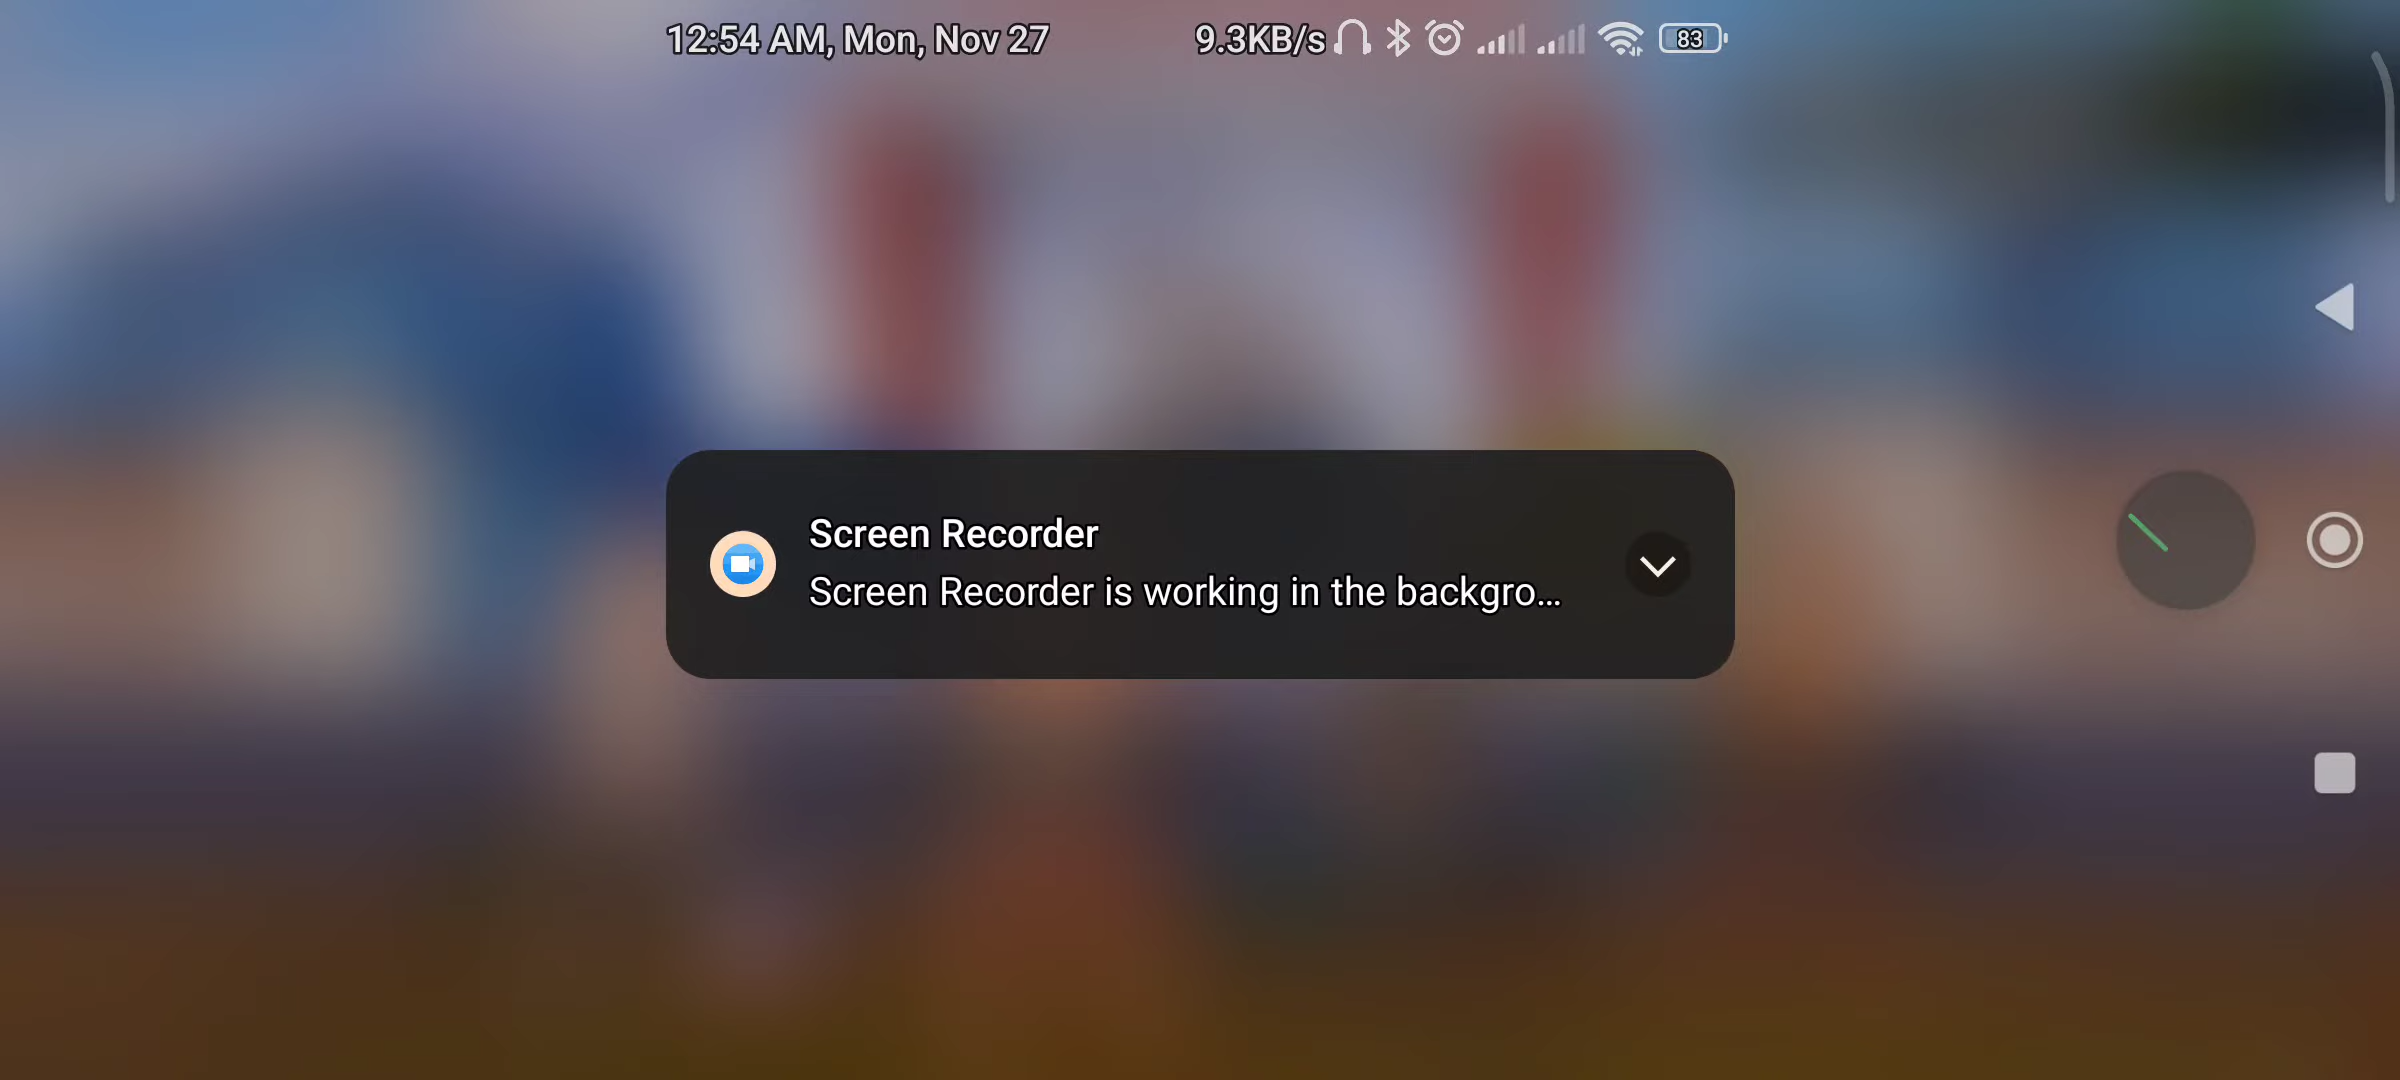 12:54 AM, Mon, Nov 27 9.3KB/s 83
Screen Recorder
Screen Recorder is working in the backgro...